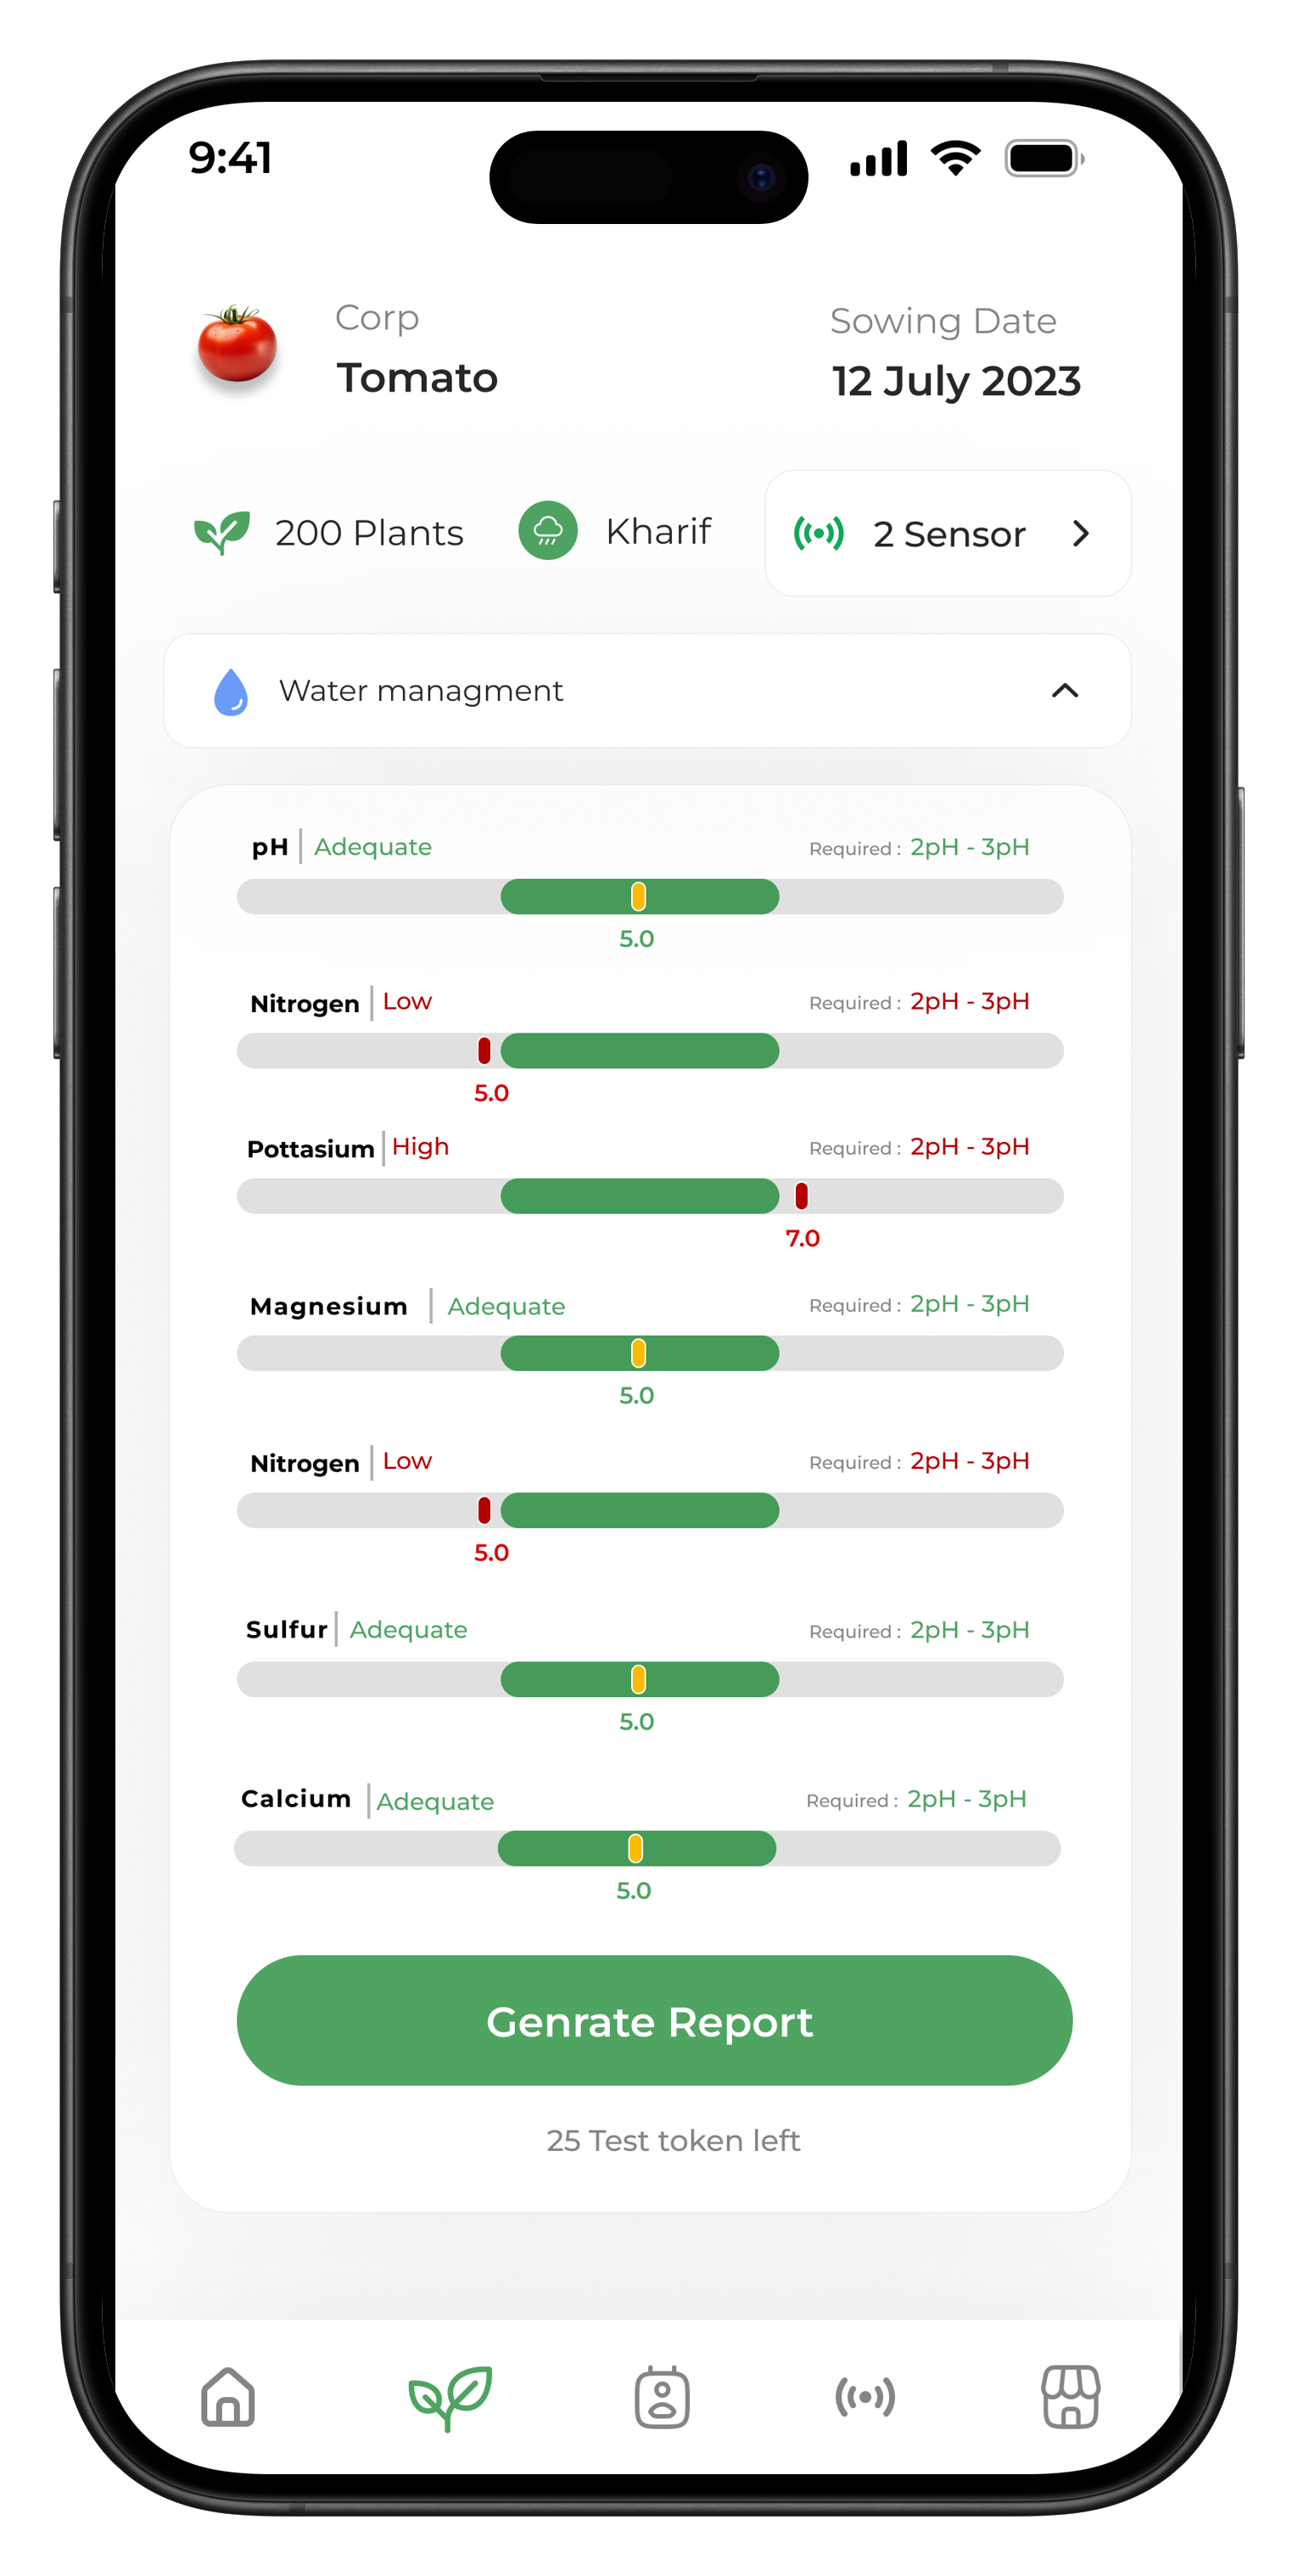 9:41
Corp
Sowing Date
Tomato
12 July 2023
200 Plants
Kharif
2 Sensor
Water managment
pH | Adequate
Required : 2pH - 3pH
5.0
Nitrogen | Low
Required : 2pH - 3pH
5.0
Pottasium | High
Required : 2pH - 3pH
7.0
Magnesium | Adequate
Required : 2pH - 3pH
5.0
Nitrogen | Low
Required : 2pH - 3pH
5.0
Sulfur | Adequate
Required : 2pH - 3pH
5.0
Calcium | Adequate
Required : 2pH - 3pH
5.0
Genrate Report
25 Test token left